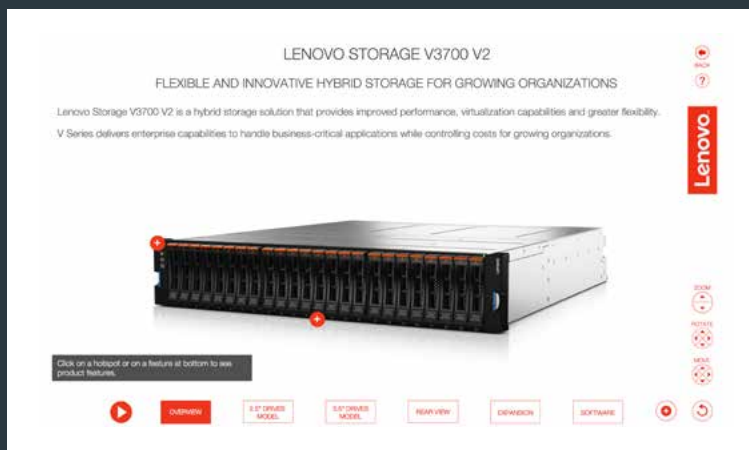 LENOVO STORAGE V3700 V2
FLEXIBLE AND INNOVATIVE HYBRID STORAGE FOR GROWING ORGANIZATIONS
Lenovo Storage V3700 V2 is a hybrid storage solution that provides improved performance, virtualization capabilities and greater flexibility.
V Series delivers enterprise capabilities to handle business-critical applications while controlling costs for growing organizations.
BACK
?
Lenovo
ZOOM
ROTATE
MOVE
Click on a hotspot or on a feature at bottom to see
product features.
OVERVIEW
2.5" DRIVES
MODEL
3.5" DRIVES
MODEL
REAR VIEW
EXPANSION
SOFTWARE